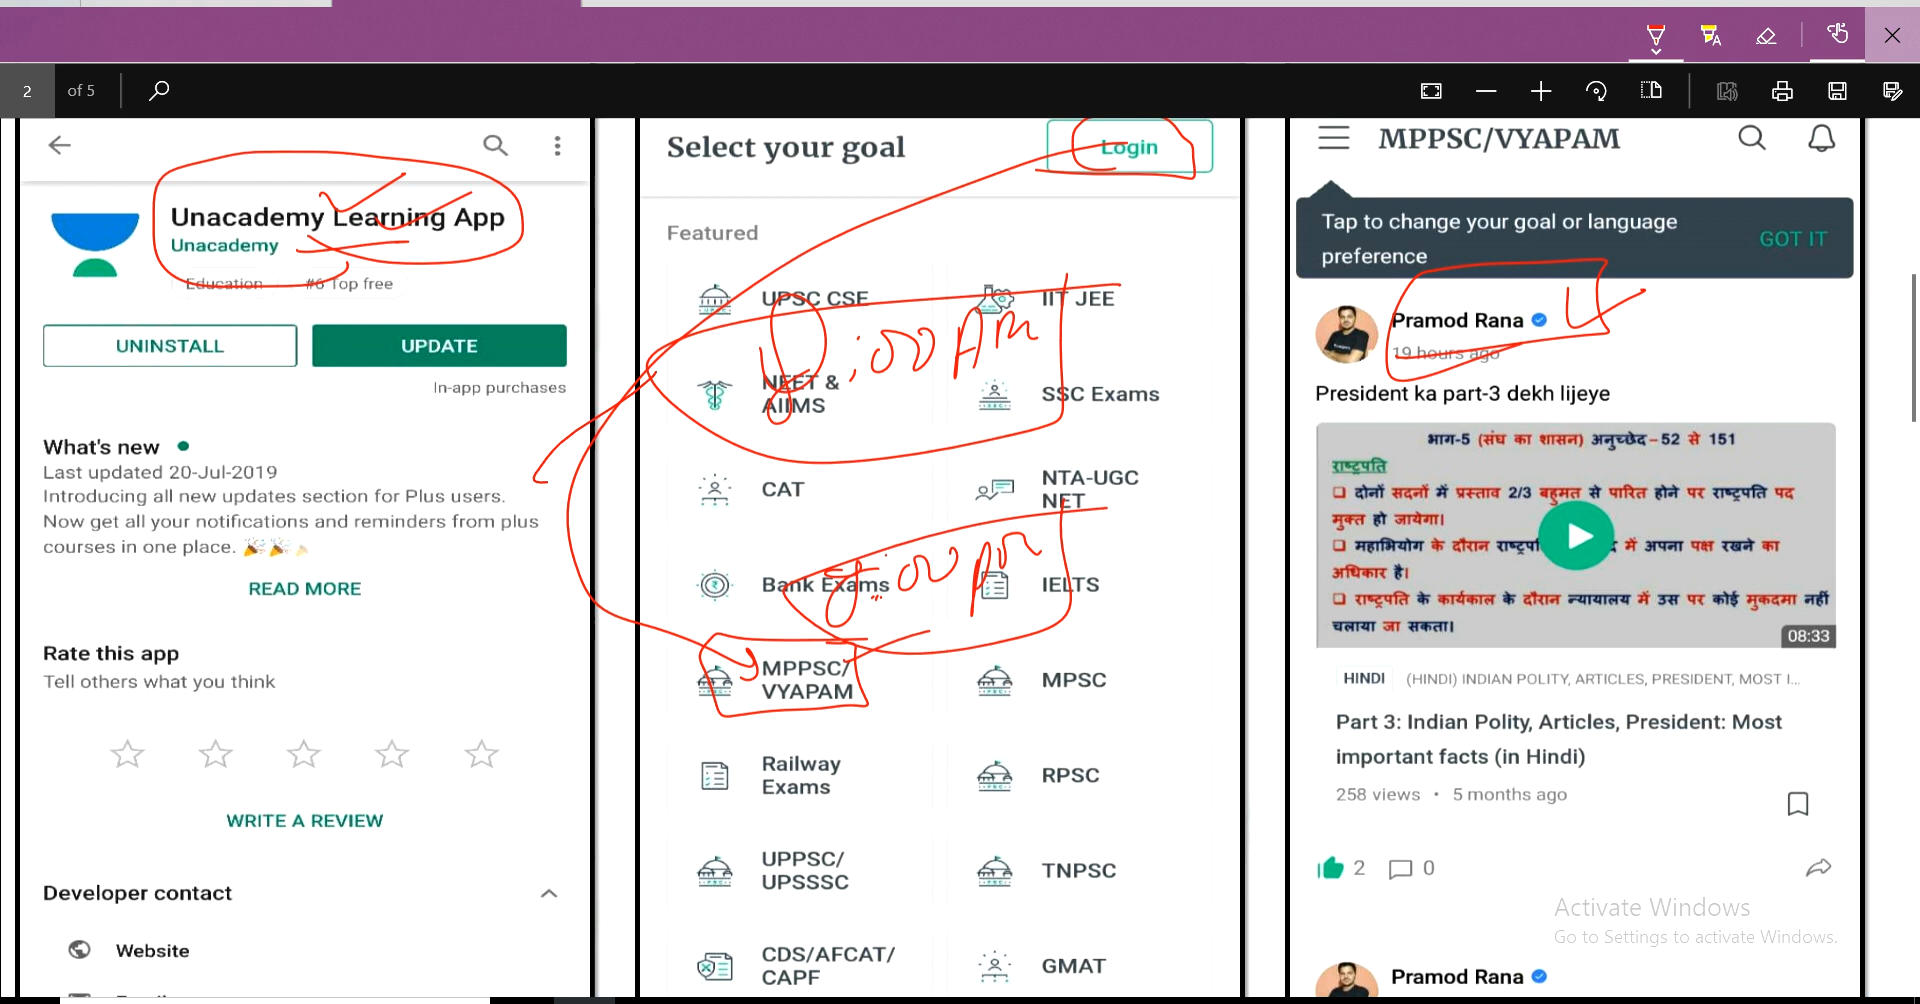 2 of 5
Unacademy Learning App
Unacademy
Education #6 Top free
UNINSTALL UPDATE
In-app purchases
What's new
Last updated 20-Jul-2019
Introducing all new updates section for Plus users.
Now get all your notifications and reminders from plus
courses in one place.
READ MORE
Rate this app
Tell others what you think
WRITE A REVIEW
Developer contact
Website
Select your goal Login
Featured
UPSC CSE IIT JEE
:00 AM
NEET &
AIIMS
SSC Exams
CAT
NTA-UGC
NET
:00 AM
Bank Exams IELTS
MPPSC/
VYAPAM
MPSC
Railway
Exams
RPSC
UPPSC/
UPSSSC
TNPSC
CDS/AFCAT/
CAPF
GMAT
MPPSC/VYAPAM
Tap to change your goal or language
preference
GOT IT
Pramod Rana
19 hours ago
President ka part-3 dekh lijeye
भाग-5 (संघ का शासन) अनुच्छेद-52 से 151
राष्ट्रपति
दोनों सदनों में प्रस्ताव 2/3 बहुमत से पारित होने पर राष्ट्रपति पद
मुक्त हो जायेगा।
महाभियोग के दौरान में अपना पक्ष रखने का
अधिकार है।
राष्ट्रपति के कार्यकाल के दौरान न्यायालय में उस पर कोई मुकदमा नहीं
चलाया जा सकता।
08:33
HINDI (HINDI) INDIAN POLITY, ARTICLES, PRESIDENT, MOST I...
Part 3: Indian Polity, Articles, President: Most
important facts (in Hindi)
258 views • 5 months ago
2 0
Activate Windows
Go to Settings to activate Windows.
Pramod Rana